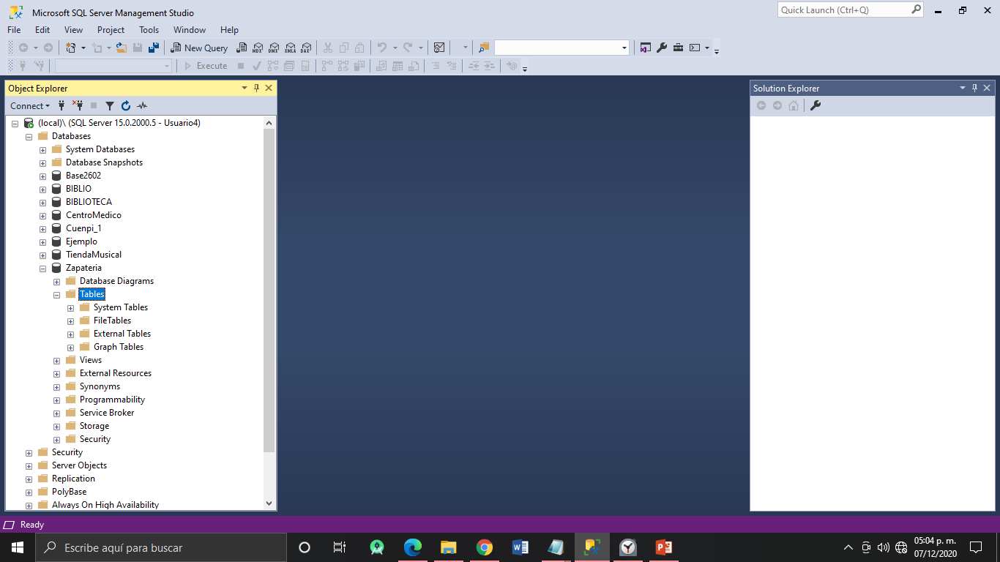 Microsoft SQL Server Management Studio
Quick Launch (Ctrl+Q)
File Edit View Project Tools Window Help
New Query MDX DMX XMLA DAX
Execute
Object Explorer
Connect
(local)\ (SQL Server 15.0.2000.5 - Usuario4)
Databases
System Databases
Database Snapshots
Base2602
BIBLIO
BIBLIOTECA
CentroMedico
Cuenpi_1
Ejemplo
TiendaMusical
Zapateria
Database Diagrams
Tables
System Tables
FileTables
External Tables
Graph Tables
Views
External Resources
Synonyms
Programmability
Service Broker
Storage
Security
Security
Server Objects
Replication
PolyBase
Always On High Availability
Solution Explorer
Ready
Escribe aquí para buscar
05:04 p. m.
07/12/2020